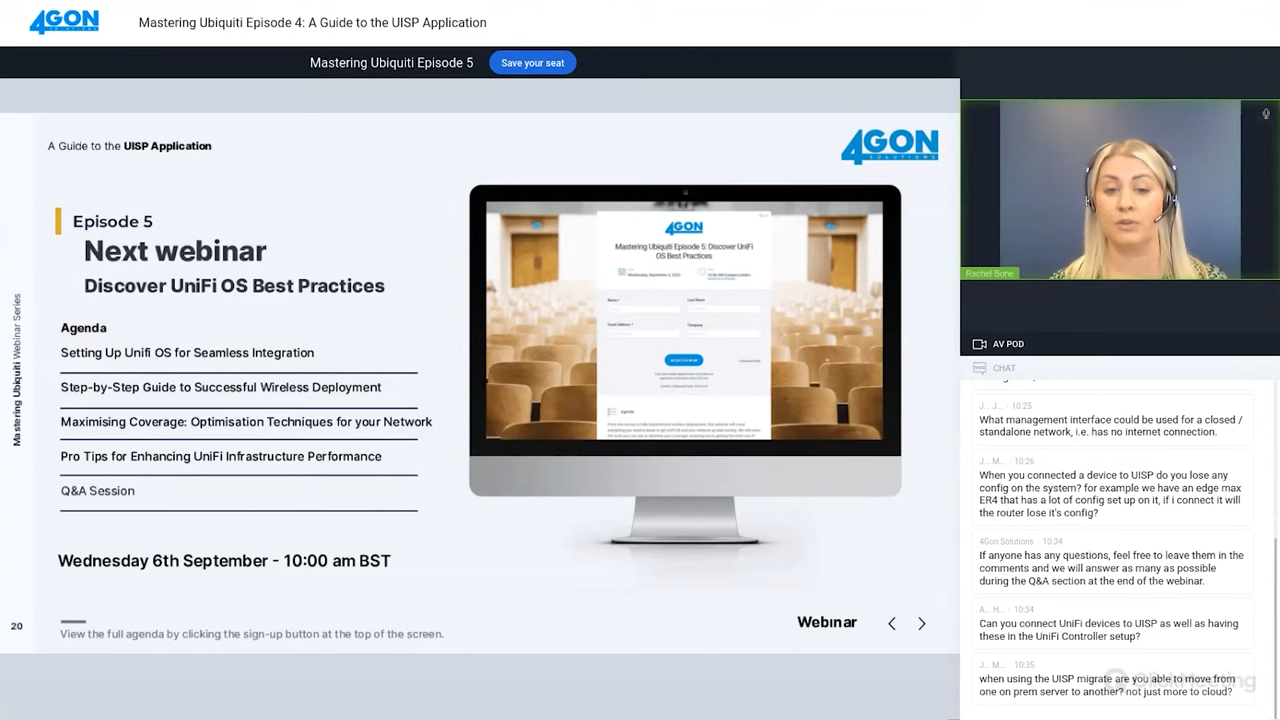 4GON
SOLUTIONS
Mastering Ubiquiti Episode 4: A Guide to the UISP Application
Mastering Ubiquiti Episode 5
Save your seat
A Guide to the UISP Application
4GON
SOLUTIONS
Episode 5
Next webinar
Discover UniFi OS Best Practices
Agenda
Setting Up Unifi OS for Seamless Integration
Step-by-Step Guide to Successful Wireless Deployment
Maximising Coverage: Optimisation Techniques for your Network
Pro Tips for Enhancing UniFi Infrastructure Performance
Q&A Session
Wednesday 6th September - 10:00 am BST
Mastering Ubiquiti Webinar Series
20
View the full agenda by clicking the sign-up button at the top of the screen.
Webinar
4GON
Mastering Ubiquiti Episode 5: Discover UniFi
OS Best Practices
Name *
Last Name
Email Address *
Company
Agenda
Rachel Bone
AV POD
CHAT
J... J... · 10:25
What management interface could be used for a closed /
standalone network, i.e. has no internet connection.
J... M... · 10:26
When you connected a device to UISP do you lose any
config on the system? for example we have an edge max
ER4 that has a lot of config set up on it, if i connect it will
the router lose it's config?
4Gon Solutions · 10:34
If anyone has any questions, feel free to leave them in the
comments and we will answer as many as possible
during the Q&A section at the end of the webinar.
A... H... · 10:34
Can you connect UniFi devices to UISP as well as having
these in the UniFi Controller setup?
J... M... · 10:35
when using the UISP migrate are you able to move from
one on prem server to another? not just more to cloud?
ClickMeeting